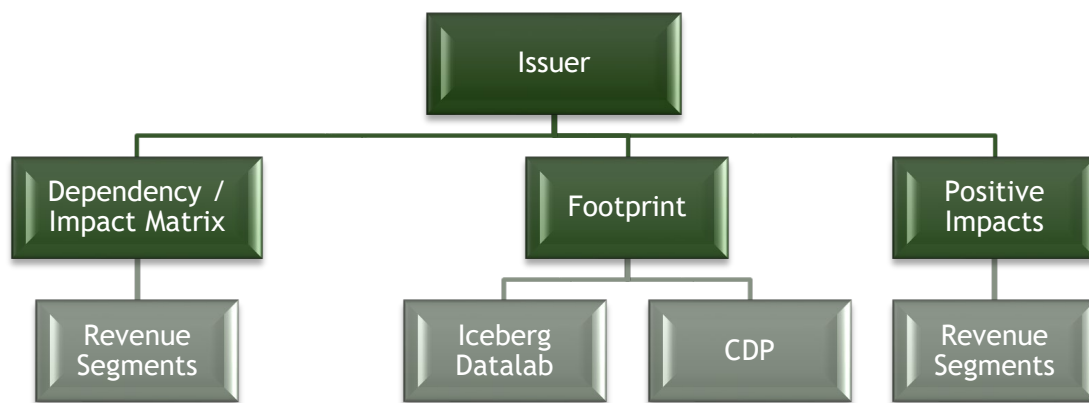 Issuer
Dependency /
Impact Matrix
Footprint
Positive
Impacts
Revenue
Segments
Iceberg
Datalab
CDP
Revenue
Segments